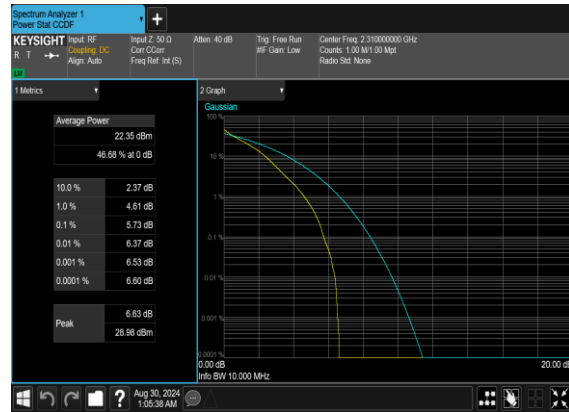 Spectrum Analyzer 1
Power Stat CCDF
+
KEYSIGHT
R T
LXI
Input: RF
Coupling: DC
Align: Auto
Input Z: 50 Ω
Corr CCorr
Freq Ref: Int (S)
Atten: 40 dB
Trig: Free Run
#IF Gain: Low
Center Freq: 2.310000000 GHz
Counts: 1.00 M/1.00 Mpt
Radio Std: None
1 Metrics
Average Power
22.35 dBm
46.68 % at 0 dB
10.0 % 2.37 dB
1.0 % 4.61 dB
0.1 % 5.73 dB
0.01 % 6.37 dB
0.001 % 6.53 dB
0.0001 % 6.60 dB
Peak
6.63 dB
28.98 dBm
2 Graph
Gaussian
100 %
10 %
1 %
0.1 %
0.01 %
0.001 %
0.0001 %
0.00 dB
20.00 dB
Info BW 10.000 MHz
?
Aug 30, 2024
1:05:38 AM